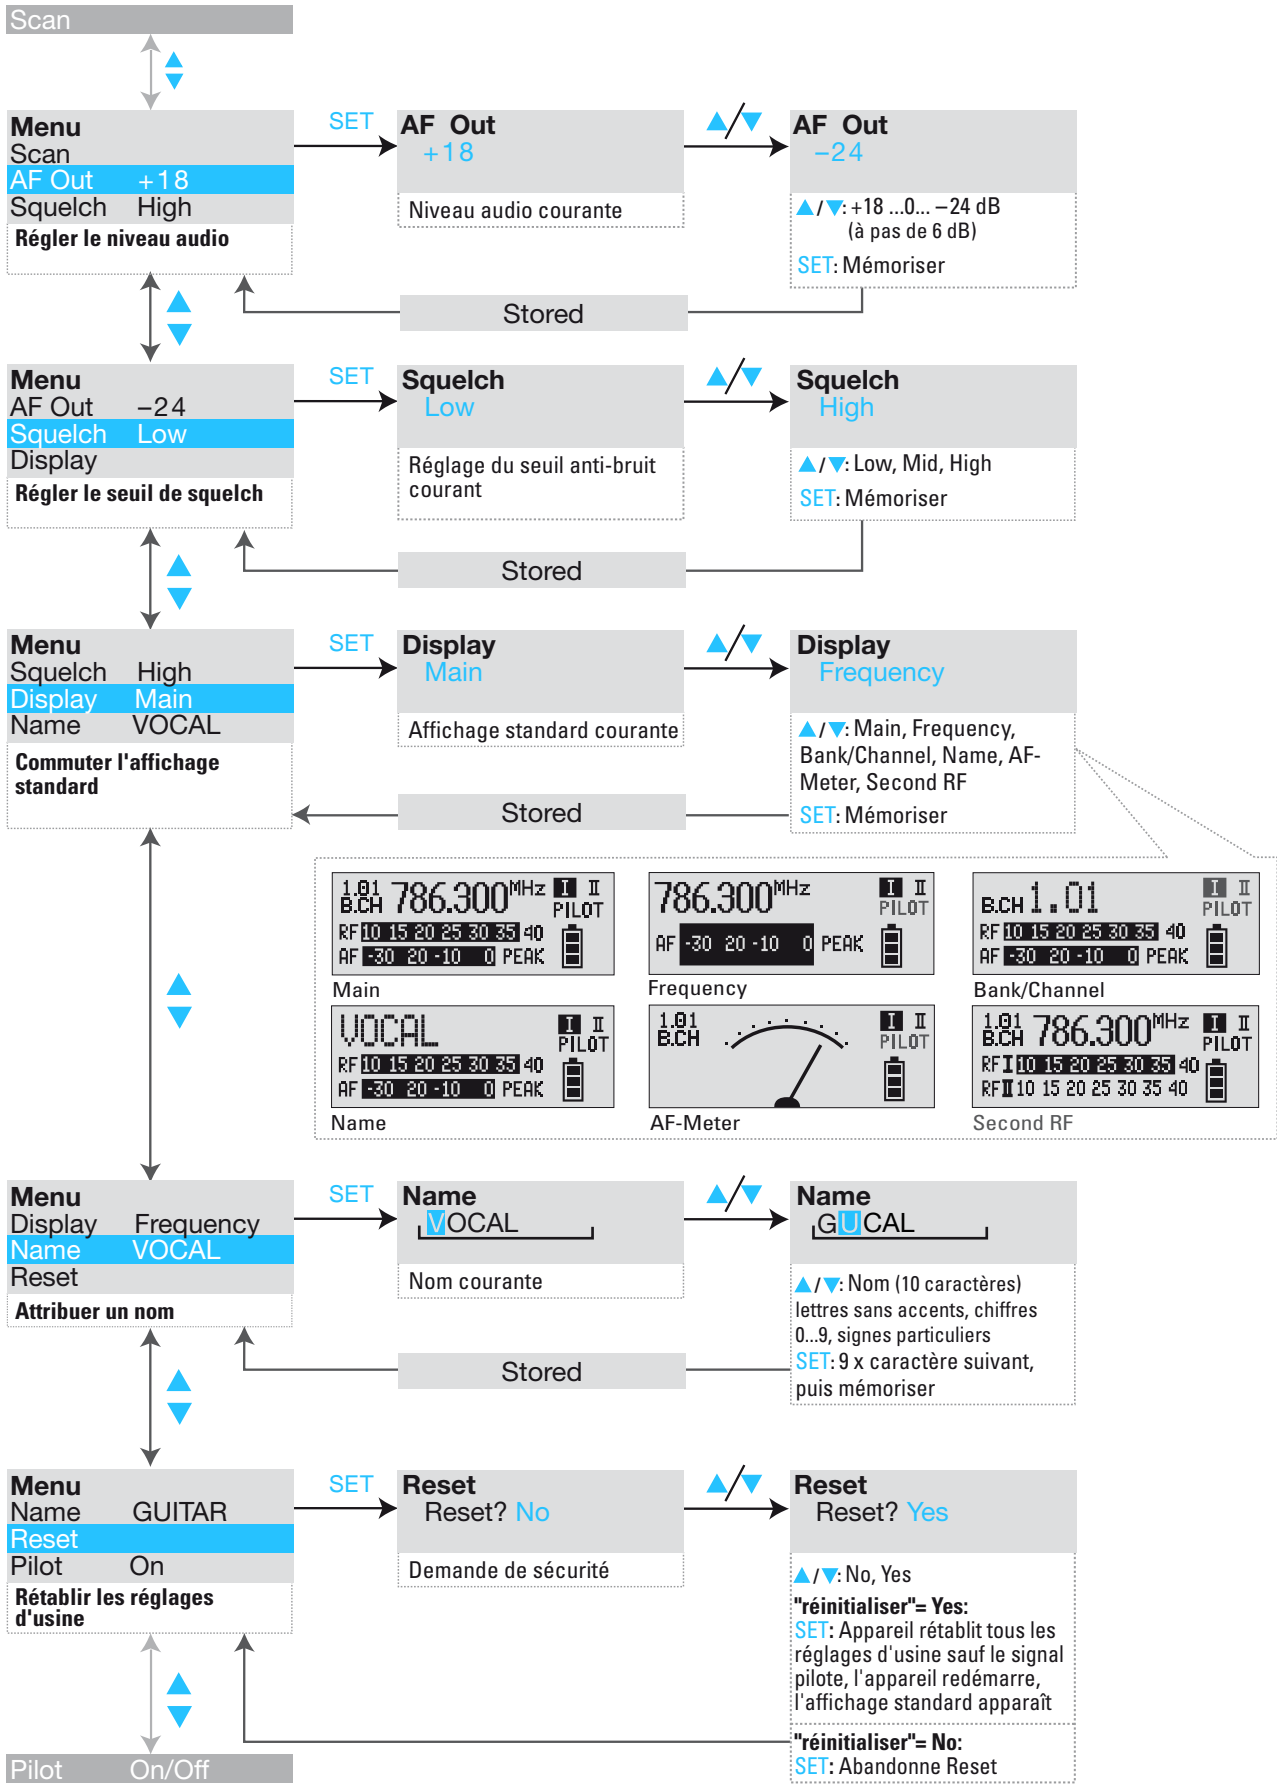 Scan
Menu
Scan
AF Out +18
Squelch High
Régler le niveau audio
SET
AF Out
+18
Niveau audio courante
AF Out
–24
/ : +18 ...0... –24 dB
(à pas de 6 dB)
SET: Mémoriser
Stored
Menu
AF Out –24
Squelch Low
Display
Régler le seuil de squelch
SET
Squelch
Low
Réglage du seuil anti-bruit
courant
Squelch
High
/ : Low, Mid, High
SET: Mémoriser
Stored
Menu
Squelch High
Display Main
Name VOCAL
Commuter l'affichage
standard
SET
Display
Main
Affichage standard courante
Display
Frequency
/ : Main, Frequency,
Bank/Channel, Name, AF-
Meter, Second RF
SET: Mémoriser
Stored
1.01
B.CH 786.300MHz I II
PILOT
RF 10 15 20 25 30 35 40
AF -30 20 -10 0 PEAK
Main
786.300MHz I II
PILOT
AF -30 20 -10 0 PEAK
Frequency
B.CH 1.01 I II
PILOT
RF 10 15 20 25 30 35 40
AF -30 20 -10 0 PEAK
Bank/Channel
VOCAL I II
PILOT
RF 10 15 20 25 30 35 40
AF -30 20 -10 0 PEAK
Name
1.01
B.CH I II
PILOT
AF-Meter
1.01
B.CH 786.300MHz I II
PILOT
RF I 10 15 20 25 30 35 40
RF II 10 15 20 25 30 35 40
Second RF
Menu
Display Frequency
Name VOCAL
Reset
Attribuer un nom
SET
Name
VOCAL
Nom courante
Name
GUCAL
/ : Nom (10 caractères)
lettres sans accents, chiffres
0...9, signes particuliers
SET: 9 x caractère suivant,
puis mémoriser
Stored
Menu
Name GUITAR
Reset
Pilot On
Rétablir les réglages
d'usine
SET
Reset
Reset? No
Demande de sécurité
Reset
Reset? Yes
/ : No, Yes
"réinitialiser"= Yes:
SET: Appareil rétablit tous les
réglages d'usine sauf le signal
pilote, l'appareil redémarre,
l'affichage standard apparaît
"réinitialiser"= No:
SET: Abandonne Reset
Pilot On/Off